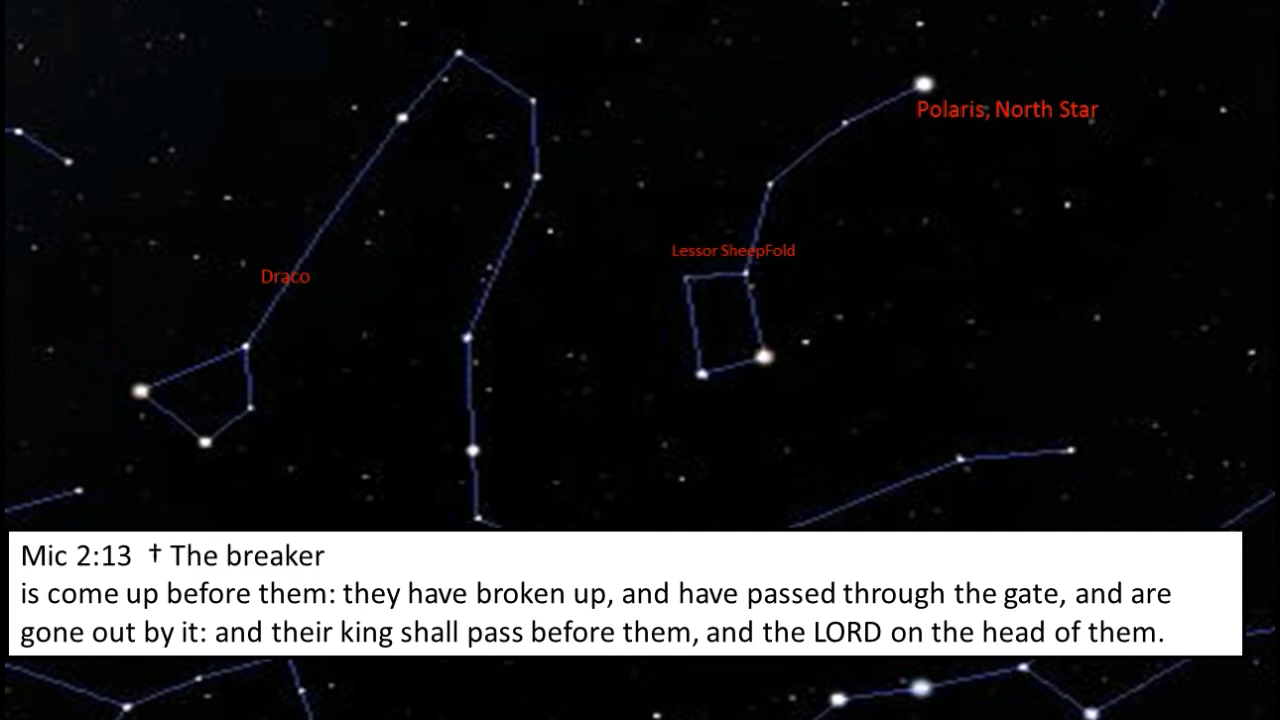 Polaris, North Star
Lessor SheepFold
Draco
Mic 2:13 † The breaker
is come up before them: they have broken up, and have passed through the gate, and are
gone out by it: and their king shall pass before them, and the LORD on the head of them.